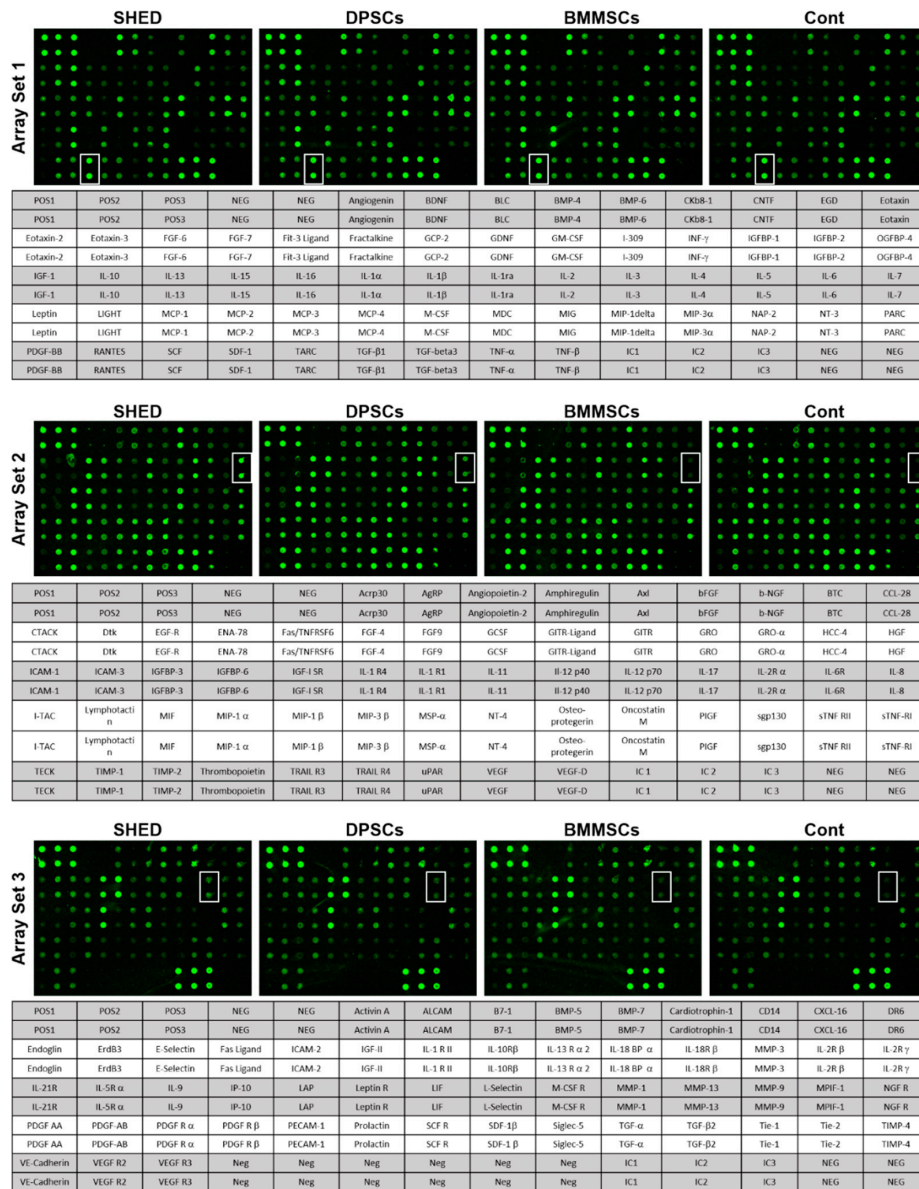 SHED DPSCs BMMSCs Cont
Array Set 1
POS1 POS2 POS3 NEG NEG Angiogenin BDNF BLC BMP-4 BMP-6 CKb8-1 CNTF EGD Eotaxin
POS1 POS2 POS3 NEG NEG Angiogenin BDNF BLC BMP-4 BMP-6 CKb8-1 CNTF EGD Eotaxin
Eotaxin-2 Eotaxin-3 FGF-6 FGF-7 Fit-3 Ligand Fractalkine GCP-2 GDNF GM-CSF I-309 INF-γ IGFBP-1 IGFBP-2 OGFBP-4
Eotaxin-2 Eotaxin-3 FGF-6 FGF-7 Fit-3 Ligand Fractalkine GCP-2 GDNF GM-CSF I-309 INF-γ IGFBP-1 IGFBP-2 OGFBP-4
IGF-1 IL-10 IL-13 IL-15 IL-16 IL-1α IL-1β IL-1ra IL-2 IL-3 IL-4 IL-5 IL-6 IL-7
IGF-1 IL-10 IL-13 IL-15 IL-16 IL-1α IL-1β IL-1ra IL-2 IL-3 IL-4 IL-5 IL-6 IL-7
Leptin LIGHT MCP-1 MCP-2 MCP-3 MCP-4 M-CSF MDC MIG MIP-1delta MIP-3α NAP-2 NT-3 PARC
Leptin LIGHT MCP-1 MCP-2 MCP-3 MCP-4 M-CSF MDC MIG MIP-1delta MIP-3α NAP-2 NT-3 PARC
PDGF-BB RANTES SCF SDF-1 TARC TGF-β1 TGF-beta3 TNF-α TNF-β IC1 IC2 IC3 NEG NEG
PDGF-BB RANTES SCF SDF-1 TARC TGF-β1 TGF-beta3 TNF-α TNF-β IC1 IC2 IC3 NEG NEG
SHED DPSCs BMMSCs Cont
Array Set 2
POS1 POS2 POS3 NEG NEG Acrp30 AgRP Angiopoietin-2 Amphiregulin Axl bFGF b-NGF BTC CCL-28
POS1 POS2 POS3 NEG NEG Acrp30 AgRP Angiopoietin-2 Amphiregulin Axl bFGF b-NGF BTC CCL-28
CTACK Dtk EGF-R ENA-78 Fas/TNFRSF6 FGF-4 FGF9 GCSF GITR-Ligand GITR GRO GRO-α HCC-4 HGF
CTACK Dtk EGF-R ENA-78 Fas/TNFRSF6 FGF-4 FGF9 GCSF GITR-Ligand GITR GRO GRO-α HCC-4 HGF
ICAM-1 ICAM-3 IGFBP-3 IGFBP-6 IGF-I SR IL-1 R4 IL-1 R1 IL-11 Il-12 p40 IL-12 p70 IL-17 IL-2R α IL-6R IL-8
ICAM-1 ICAM-3 IGFBP-3 IGFBP-6 IGF-I SR IL-1 R4 IL-1 R1 IL-11 Il-12 p40 IL-12 p70 IL-17 IL-2R α IL-6R IL-8
I-TAC Lymphotactin MIF MIP-1 α MIP-1 β MIP-3 β MSP-α NT-4 Osteo-protegerin Oncostatin M PIGF sgp130 sTNF RII sTNF-RI
I-TAC Lymphotactin MIF MIP-1 α MIP-1 β MIP-3 β MSP-α NT-4 Osteo-protegerin Oncostatin M PIGF sgp130 sTNF RII sTNF-RI
TECK TIMP-1 TIMP-2 Thrombopoietin TRAIL R3 TRAIL R4 uPAR VEGF VEGF-D IC 1 IC 2 IC 3 NEG NEG
TECK TIMP-1 TIMP-2 Thrombopoietin TRAIL R3 TRAIL R4 uPAR VEGF VEGF-D IC 1 IC 2 IC 3 NEG NEG
SHED DPSCs BMMSCs Cont
Array Set 3
POS1 POS2 POS3 NEG NEG Activin A ALCAM B7-1 BMP-5 BMP-7 Cardiotrophin-1 CD14 CXCL-16 DR6
POS1 POS2 POS3 NEG NEG Activin A ALCAM B7-1 BMP-5 BMP-7 Cardiotrophin-1 CD14 CXCL-16 DR6
Endoglin ErdB3 E-Selectin Fas Ligand ICAM-2 IGF-II IL-1 R II IL-10Rβ IL-13 R α 2 IL-18 BP α IL-18R β MMP-3 IL-2R β IL-2R γ
Endoglin ErdB3 E-Selectin Fas Ligand ICAM-2 IGF-II IL-1 R II IL-10Rβ IL-13 R α 2 IL-18 BP α IL-18R β MMP-3 IL-2R β IL-2R γ
IL-21R IL-5R α IL-9 IP-10 LAP Leptin R LIF L-Selectin M-CSF R MMP-1 MMP-13 MMP-9 MPIF-1 NGF R
IL-21R IL-5R α IL-9 IP-10 LAP Leptin R LIF L-Selectin M-CSF R MMP-1 MMP-13 MMP-9 MPIF-1 NGF R
PDGF AA PDGF-AB PDGF R α PDGF R β PECAM-1 Prolactin SCF R SDF-1β Siglec-5 TGF-α TGF-β2 Tie-1 Tie-2 TIMP-4
PDGF AA PDGF-AB PDGF R α PDGF R β PECAM-1 Prolactin SCF R SDF-1 β Siglec-5 TGF-α TGF-β2 Tie-1 Tie-2 TIMP-4
VE-Cadherin VEGF R2 VEGF R3 Neg Neg Neg Neg Neg Neg IC1 IC2 IC3 NEG NEG
VE-Cadherin VEGF R2 VEGF R3 Neg Neg Neg Neg Neg Neg IC1 IC2 IC3 NEG NEG